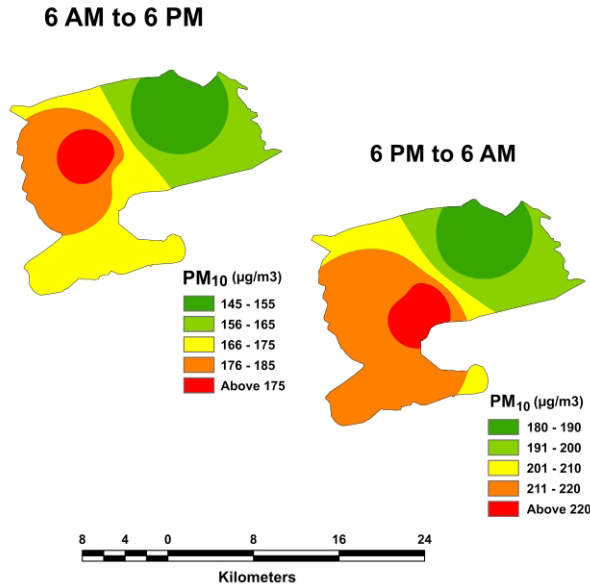 6 AM to 6 PM
6 PM to 6 AM
PM10 (µg/m3)
145 - 155
156 - 165
166 - 175
176 - 185
Above 175
PM10 (µg/m3)
180 - 190
191 - 200
201 - 210
211 - 220
Above 220
8 4 0 8 16 24
Kilometers